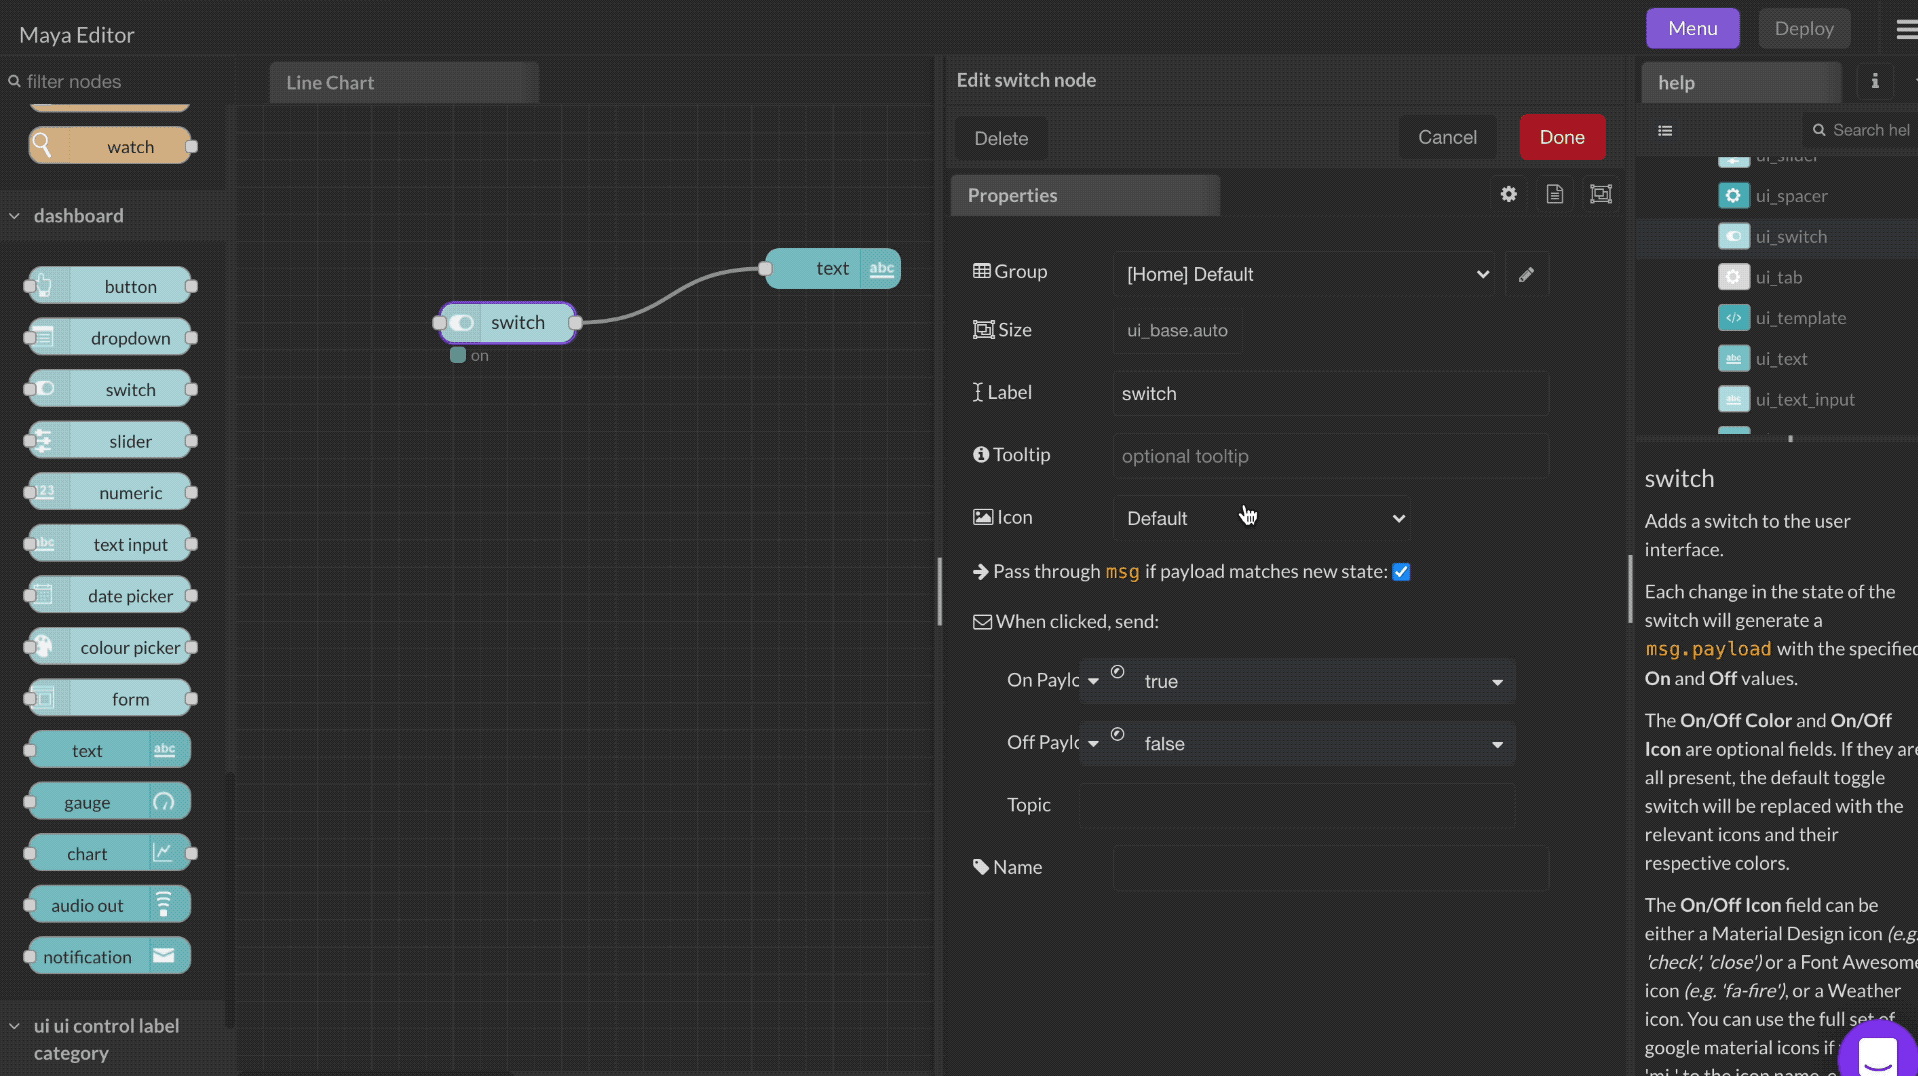 Maya Editor
Menu
Deploy
filter nodes
watch
dashboard
button
dropdown
switch
slider
numeric
text input
date picker
colour picker
form
text
gauge
chart
audio out
notification
ui ui control label
category
Line Chart
switch
on
text
abc
Edit switch node
Delete
Cancel
Done
Properties
Group
[Home] Default
Size
ui_base.auto
Label
switch
Tooltip
optional tooltip
Icon
Default
Pass through msg if payload matches new state:
When clicked, send:
On Paylo
true
Off Paylo
false
Topic
Name
help
Search hel
ui_slider
ui_spacer
ui_switch
ui_tab
ui_template
ui_text
ui_text_input
switch
Adds a switch to the user
interface.
Each change in the state of the
switch will generate a
msg.payload with the specified
On and Off values.
The On/Off Color and On/Off
Icon are optional fields. If they are
all present, the default toggle
switch will be replaced with the
relevant icons and their
respective colors.
The On/Off Icon field can be
either a Material Design icon (e.g.
'check', 'close') or a Font Awesome
icon (e.g. 'fa-fire'), or a Weather
icon. You can use the full set of
google material icons if
'mi-' to the icon name